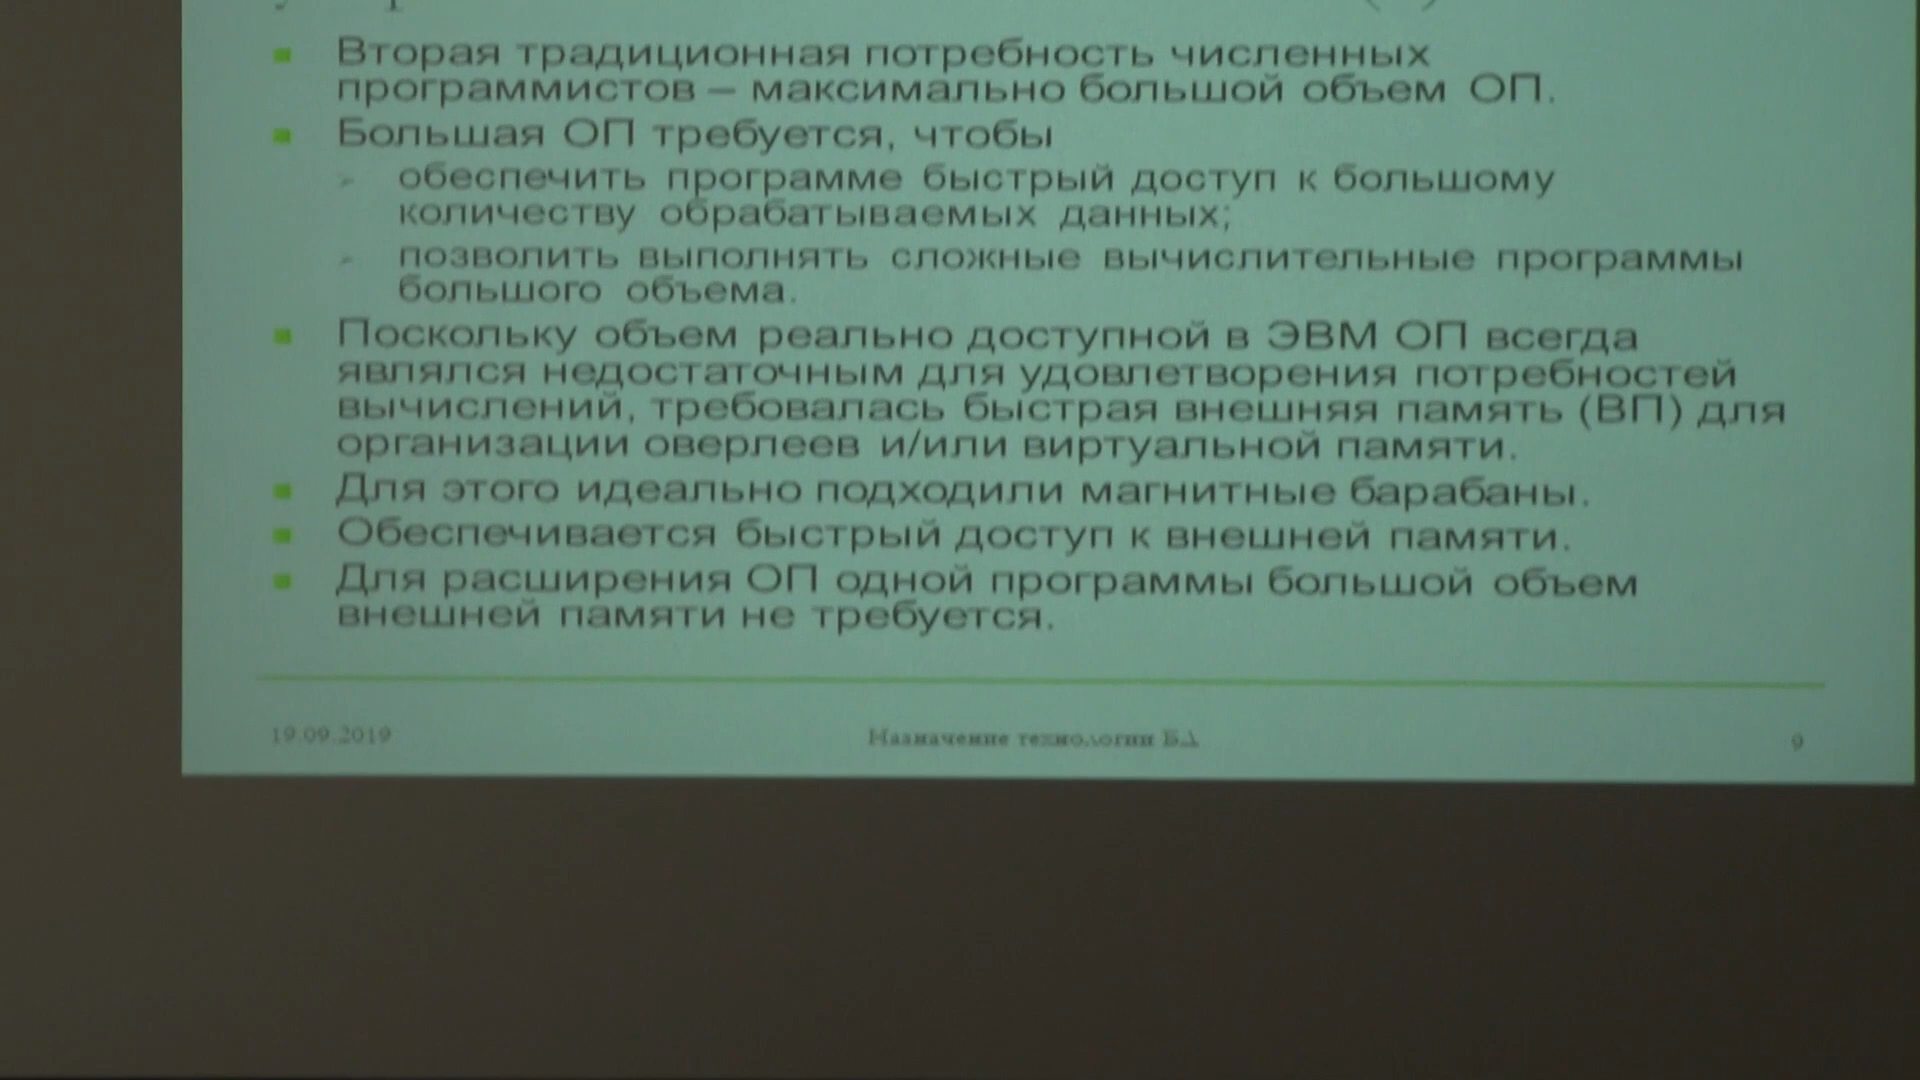 Вторая традиционная потребность численных
программистов – максимально большой объем ОП.
Большая ОП требуется, чтобы
обеспечить программе быстрый доступ к большому
количеству обрабатываемых данных;
позволить выполнять сложные вычислительные программы
большого объема.
Поскольку объем реально доступной в ЭВМ ОП всегда
являлся недостаточным для удовлетворения потребностей
вычислений, требовалась быстрая внешняя память (ВП) для
организации оверлеев и/или виртуальной памяти.
Для этого идеально подходили магнитные барабаны.
Обеспечивается быстрый доступ к внешней памяти.
Для расширения ОП одной программы большой объем
внешней памяти не требуется.
19.09.2019
Назначение технологии БД
9